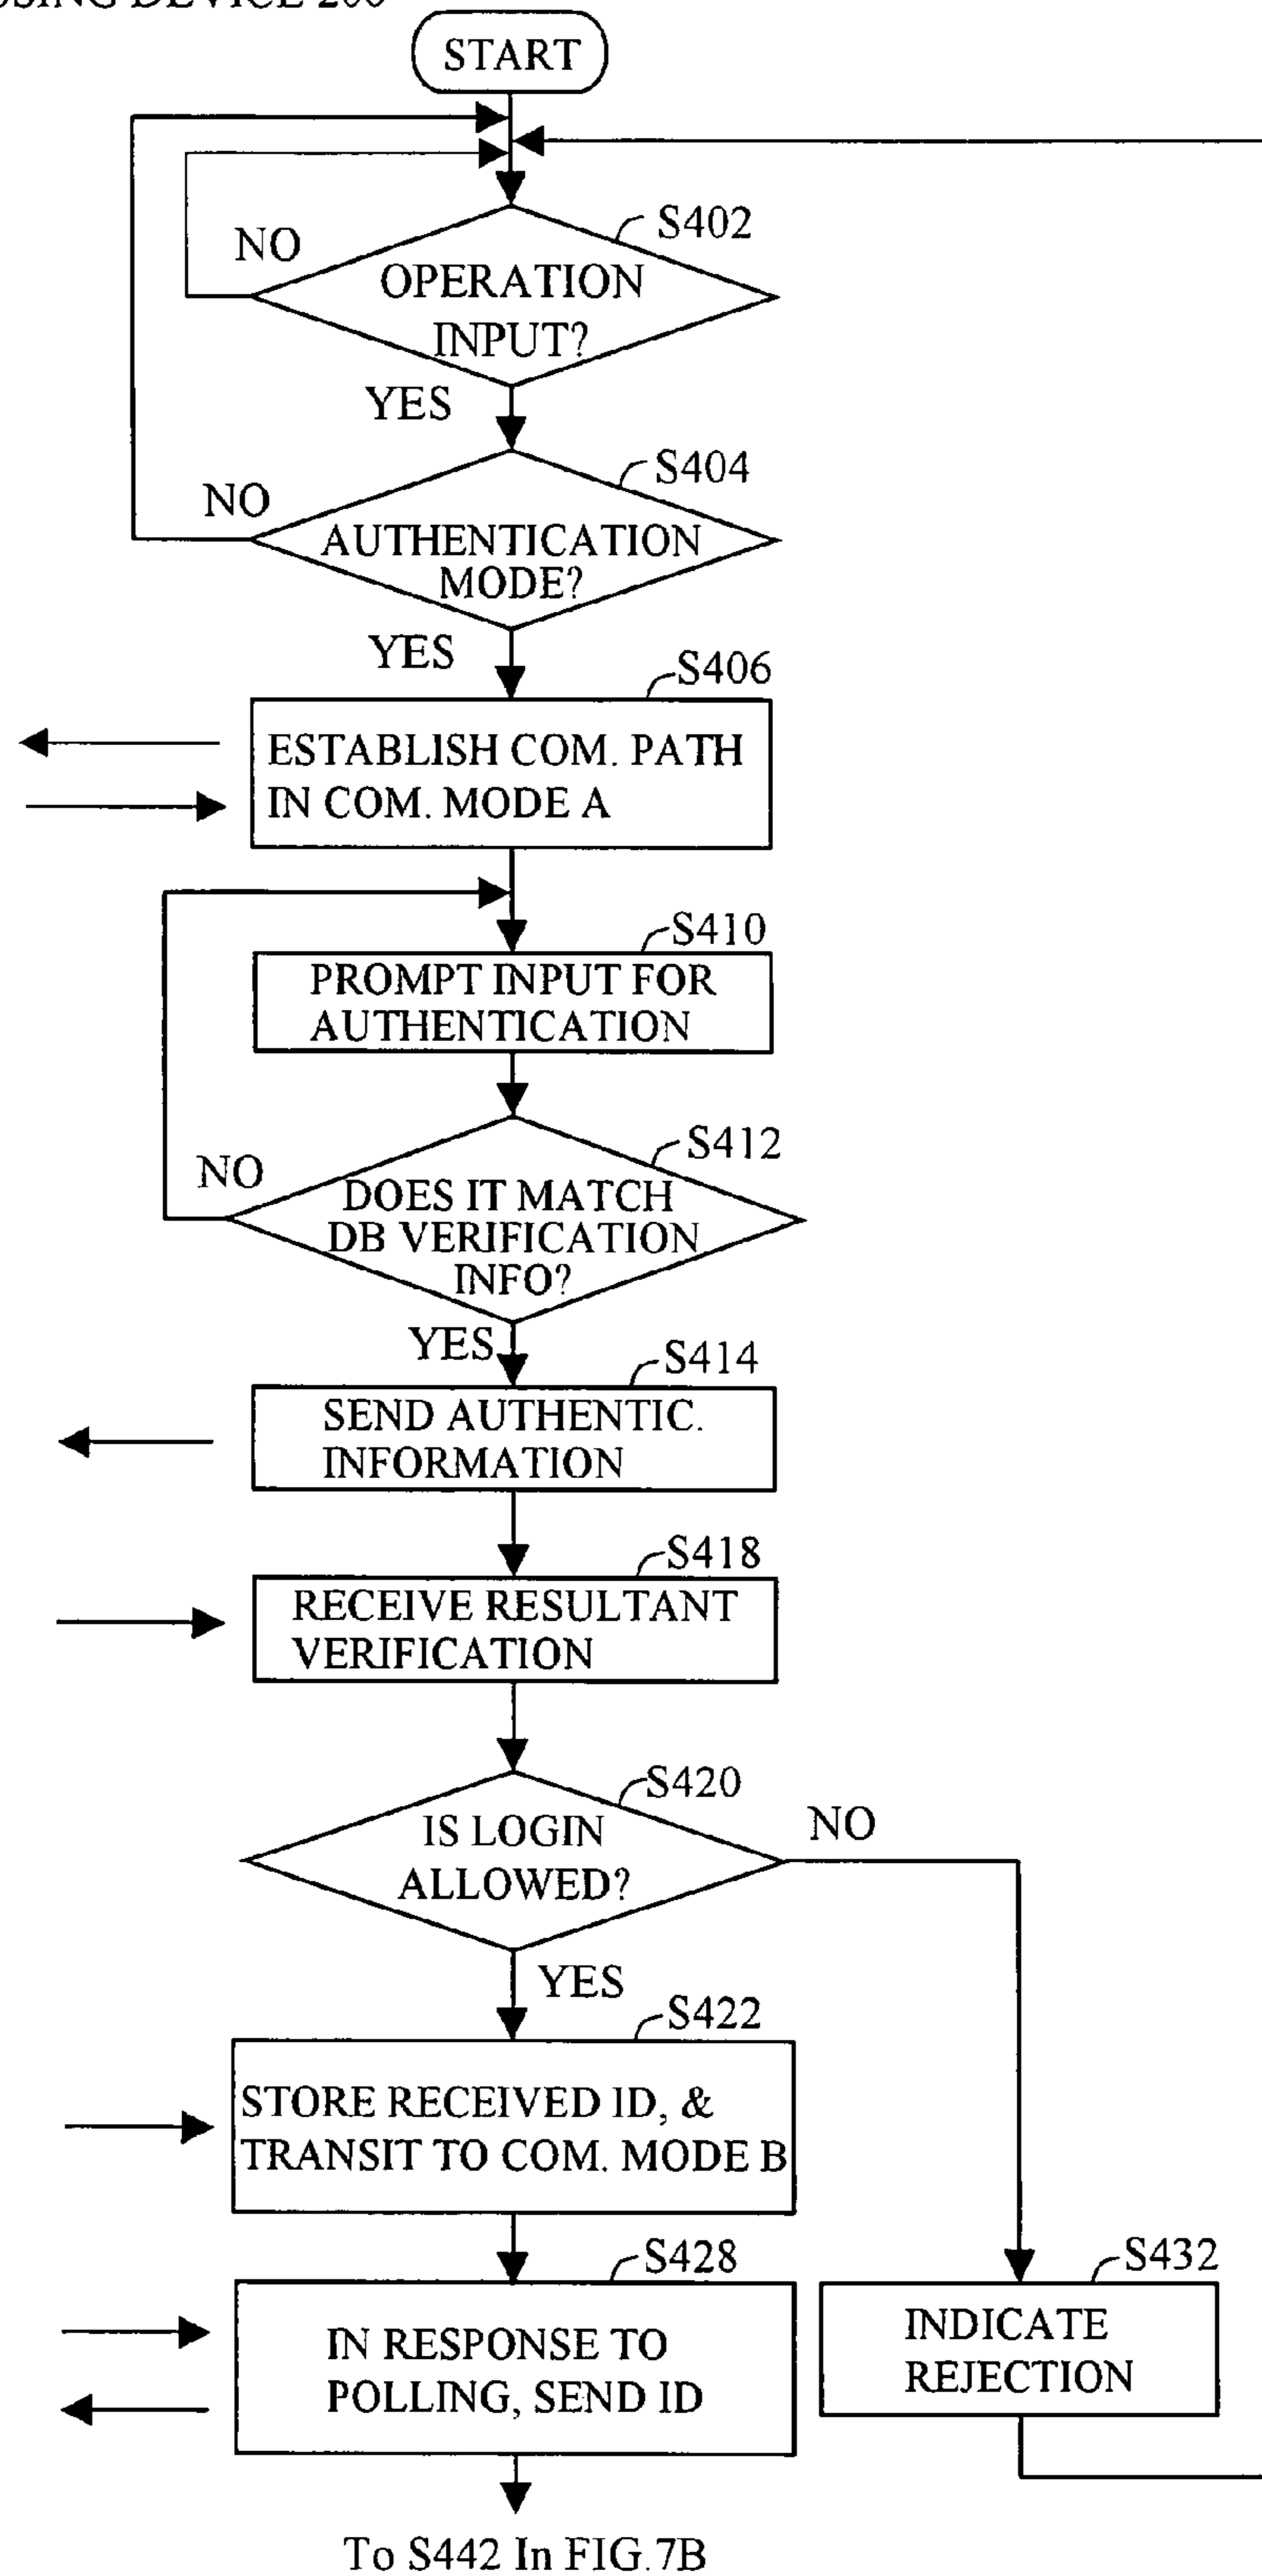 DEVICE 200
START
S402
NO
OPERATION
INPUT?
YES
S404
NO
AUTHENTICATION
MODE?
YES
S406
ESTABLISH COM. PATH
IN COM. MODE A
S410
PROMPT INPUT FOR
AUTHENTICATION
S412
NO
DOES IT MATCH
DB VERIFICATION
INFO?
YES
S414
SEND AUTHENTIC.
INFORMATION
S418
RECEIVE RESULTANT
VERIFICATION
S420
IS LOGIN
ALLOWED?
NO
YES
S422
STORE RECEIVED ID, &
TRANSIT TO COM. MODE B
S428
IN RESPONSE TO
POLLING, SEND ID
S432
INDICATE
REJECTION
To S442 In FIG.7B